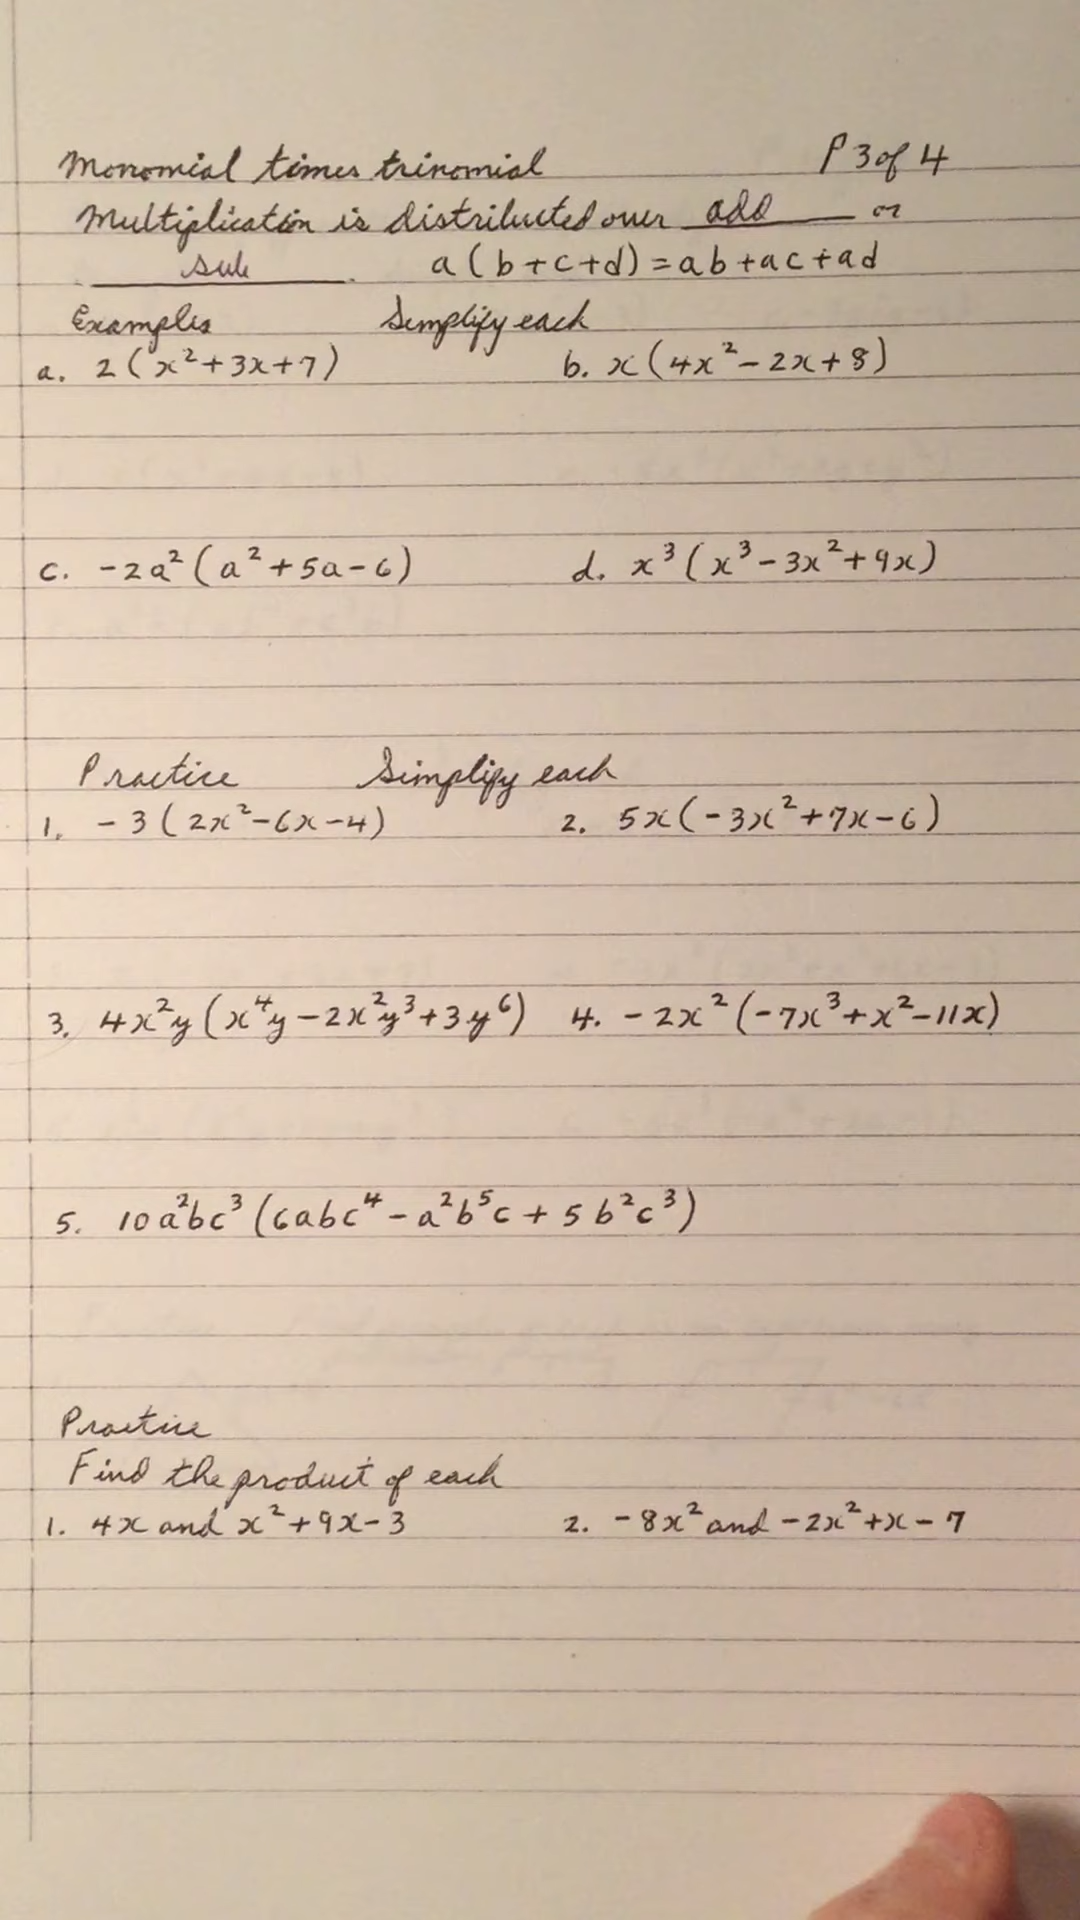 Monomial times trinomial P 3 of 4
Multiplication is distributed over add or
sub. a(b+c+d)=ab+ac+ad
Examples Simplify each
a. 2(x²+3x+7) b. x(4x²-2x+8)
c. -2a²(a²+5a-6) d. x³(x³-3x²+9x)
Practice Simplify each
1. -3(2x²-6x-4) 2. 5x(-3x²+7x-6)
3. 4x²y(x⁴y-2x²y³+3y⁶) 4. -2x²(-7x³+x²-11x)
5. 10a²bc³(6abc⁴-a²b⁵c+5b²c³)
Practice
Find the product of each
1. 4x and x²+9x-3 2. -8x² and -2x²+x-7